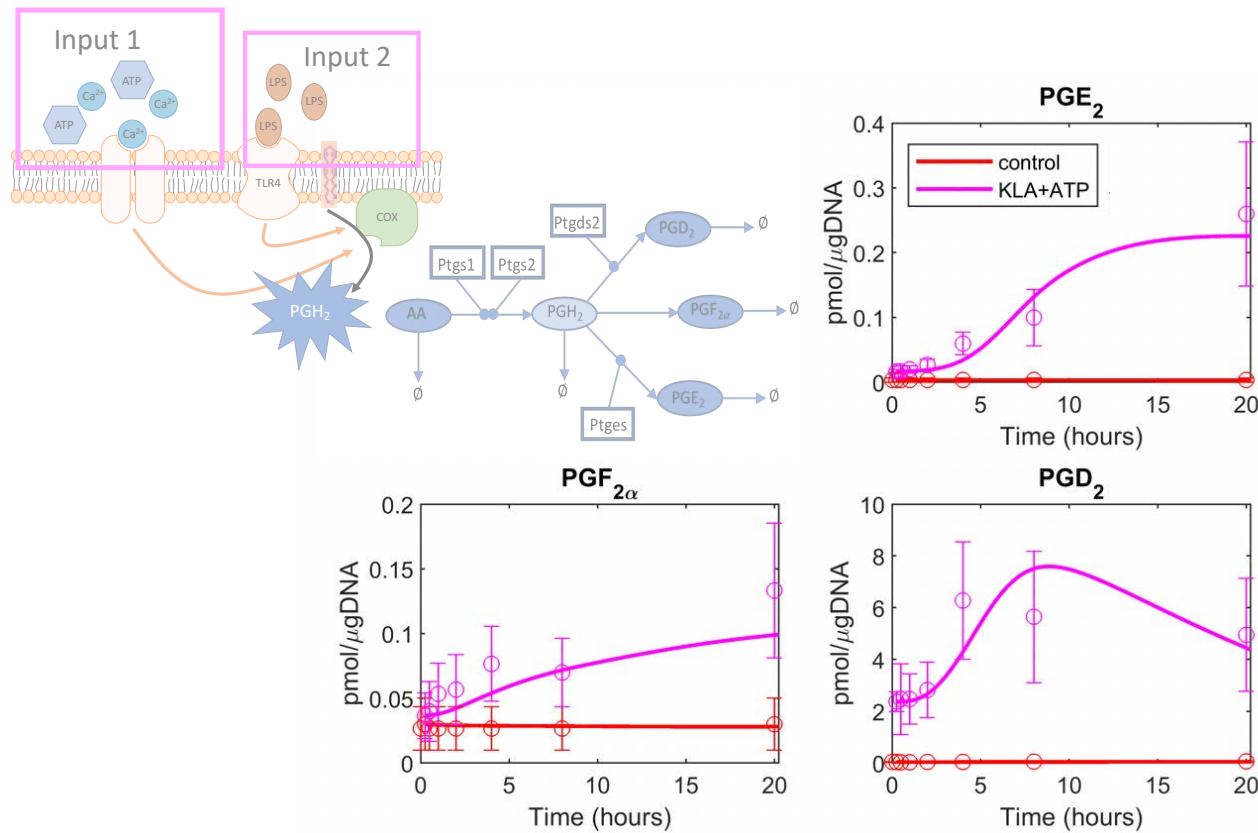 Input 1
Input 2
ATP
Ca²⁺
Ca²⁺
ATP
Ca²⁺
LPS
LPS
LPS
TLR4
COX
PGH₂
AA
Ptgs1
Ptgs2
PGH₂
Ptgds2
PGD₂
PGF₂α
PGE₂
Ptges
∅
∅
∅
∅
∅
PGE₂
pmol/μgDNA
0.4
0.3
0.2
0.1
0
control
KLA+ATP
0 5 10 15 20
Time (hours)
PGF₂α
pmol/μgDNA
0.2
0.15
0.1
0.05
0
0 5 10 15 20
Time (hours)
PGD₂
pmol/μgDNA
10
8
6
4
2
0
0 5 10 15 20
Time (hours)